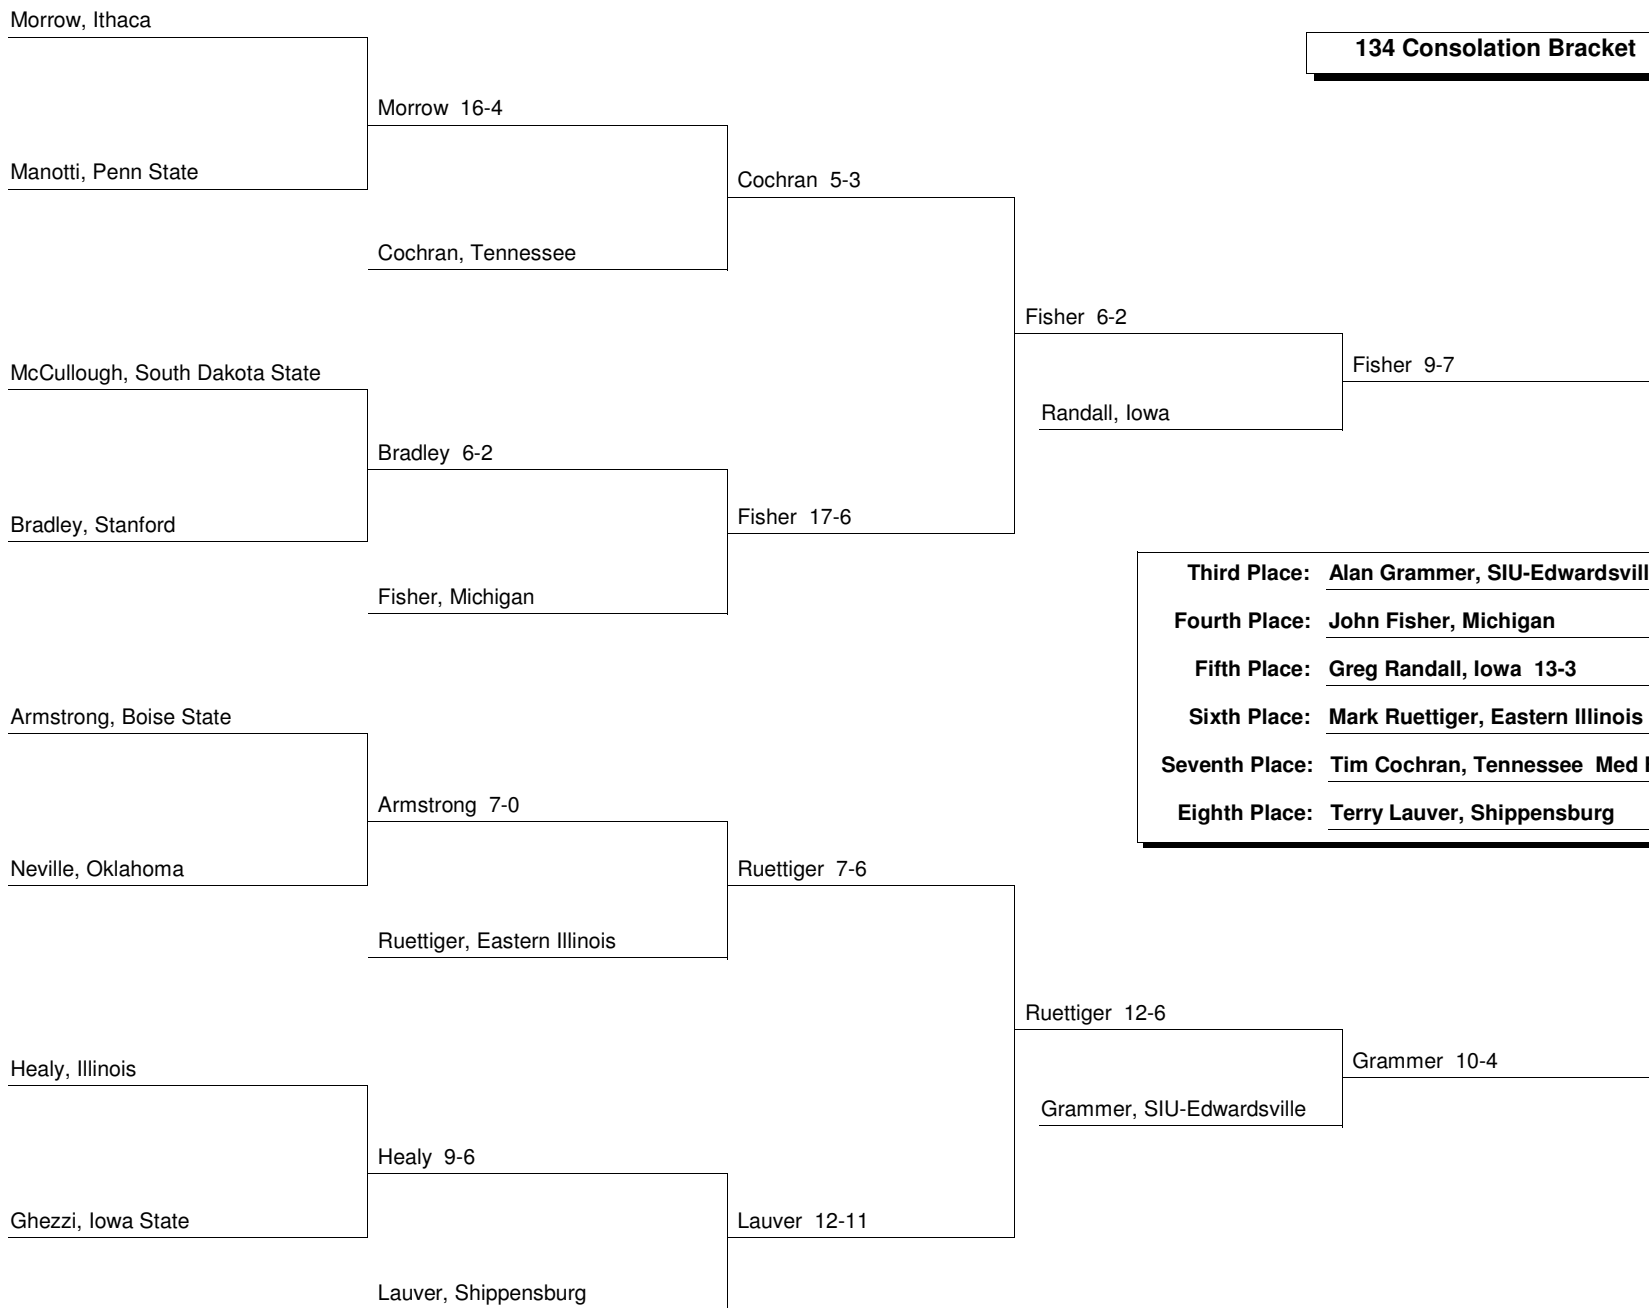 Morrow, Ithaca
134 Consolation Bracket
Morrow 16-4
Manotti, Penn State
Cochran 5-3
Cochran, Tennessee
Fisher 6-2
McCullough, South Dakota State
Fisher 9-7
Randall, Iowa
Bradley 6-2
Bradley, Stanford
Fisher 17-6
Fisher, Michigan
Third Place: Alan Grammer,
Fourth Place: John Fisher, Michigan
Fifth Place: Greg Randall, Iowa 13-3
Sixth Place: Mark Ruettiger, Eastern Illinois
Seventh Place: Tim Cochran, Tennessee Med
Eighth Place: Terry Lauver, Shippensburg
Armstrong, Boise State
Armstrong 7-0
Neville, Oklahoma
Ruettiger 7-6
Ruettiger, Eastern Illinois
Ruettiger 12-6
Healy, Illinois
Grammer 10-4
Grammer, SIU-Edwardsville
Healy 9-6
Ghezzi, Iowa State
Lauver 12-11
Lauver, Shippensburg